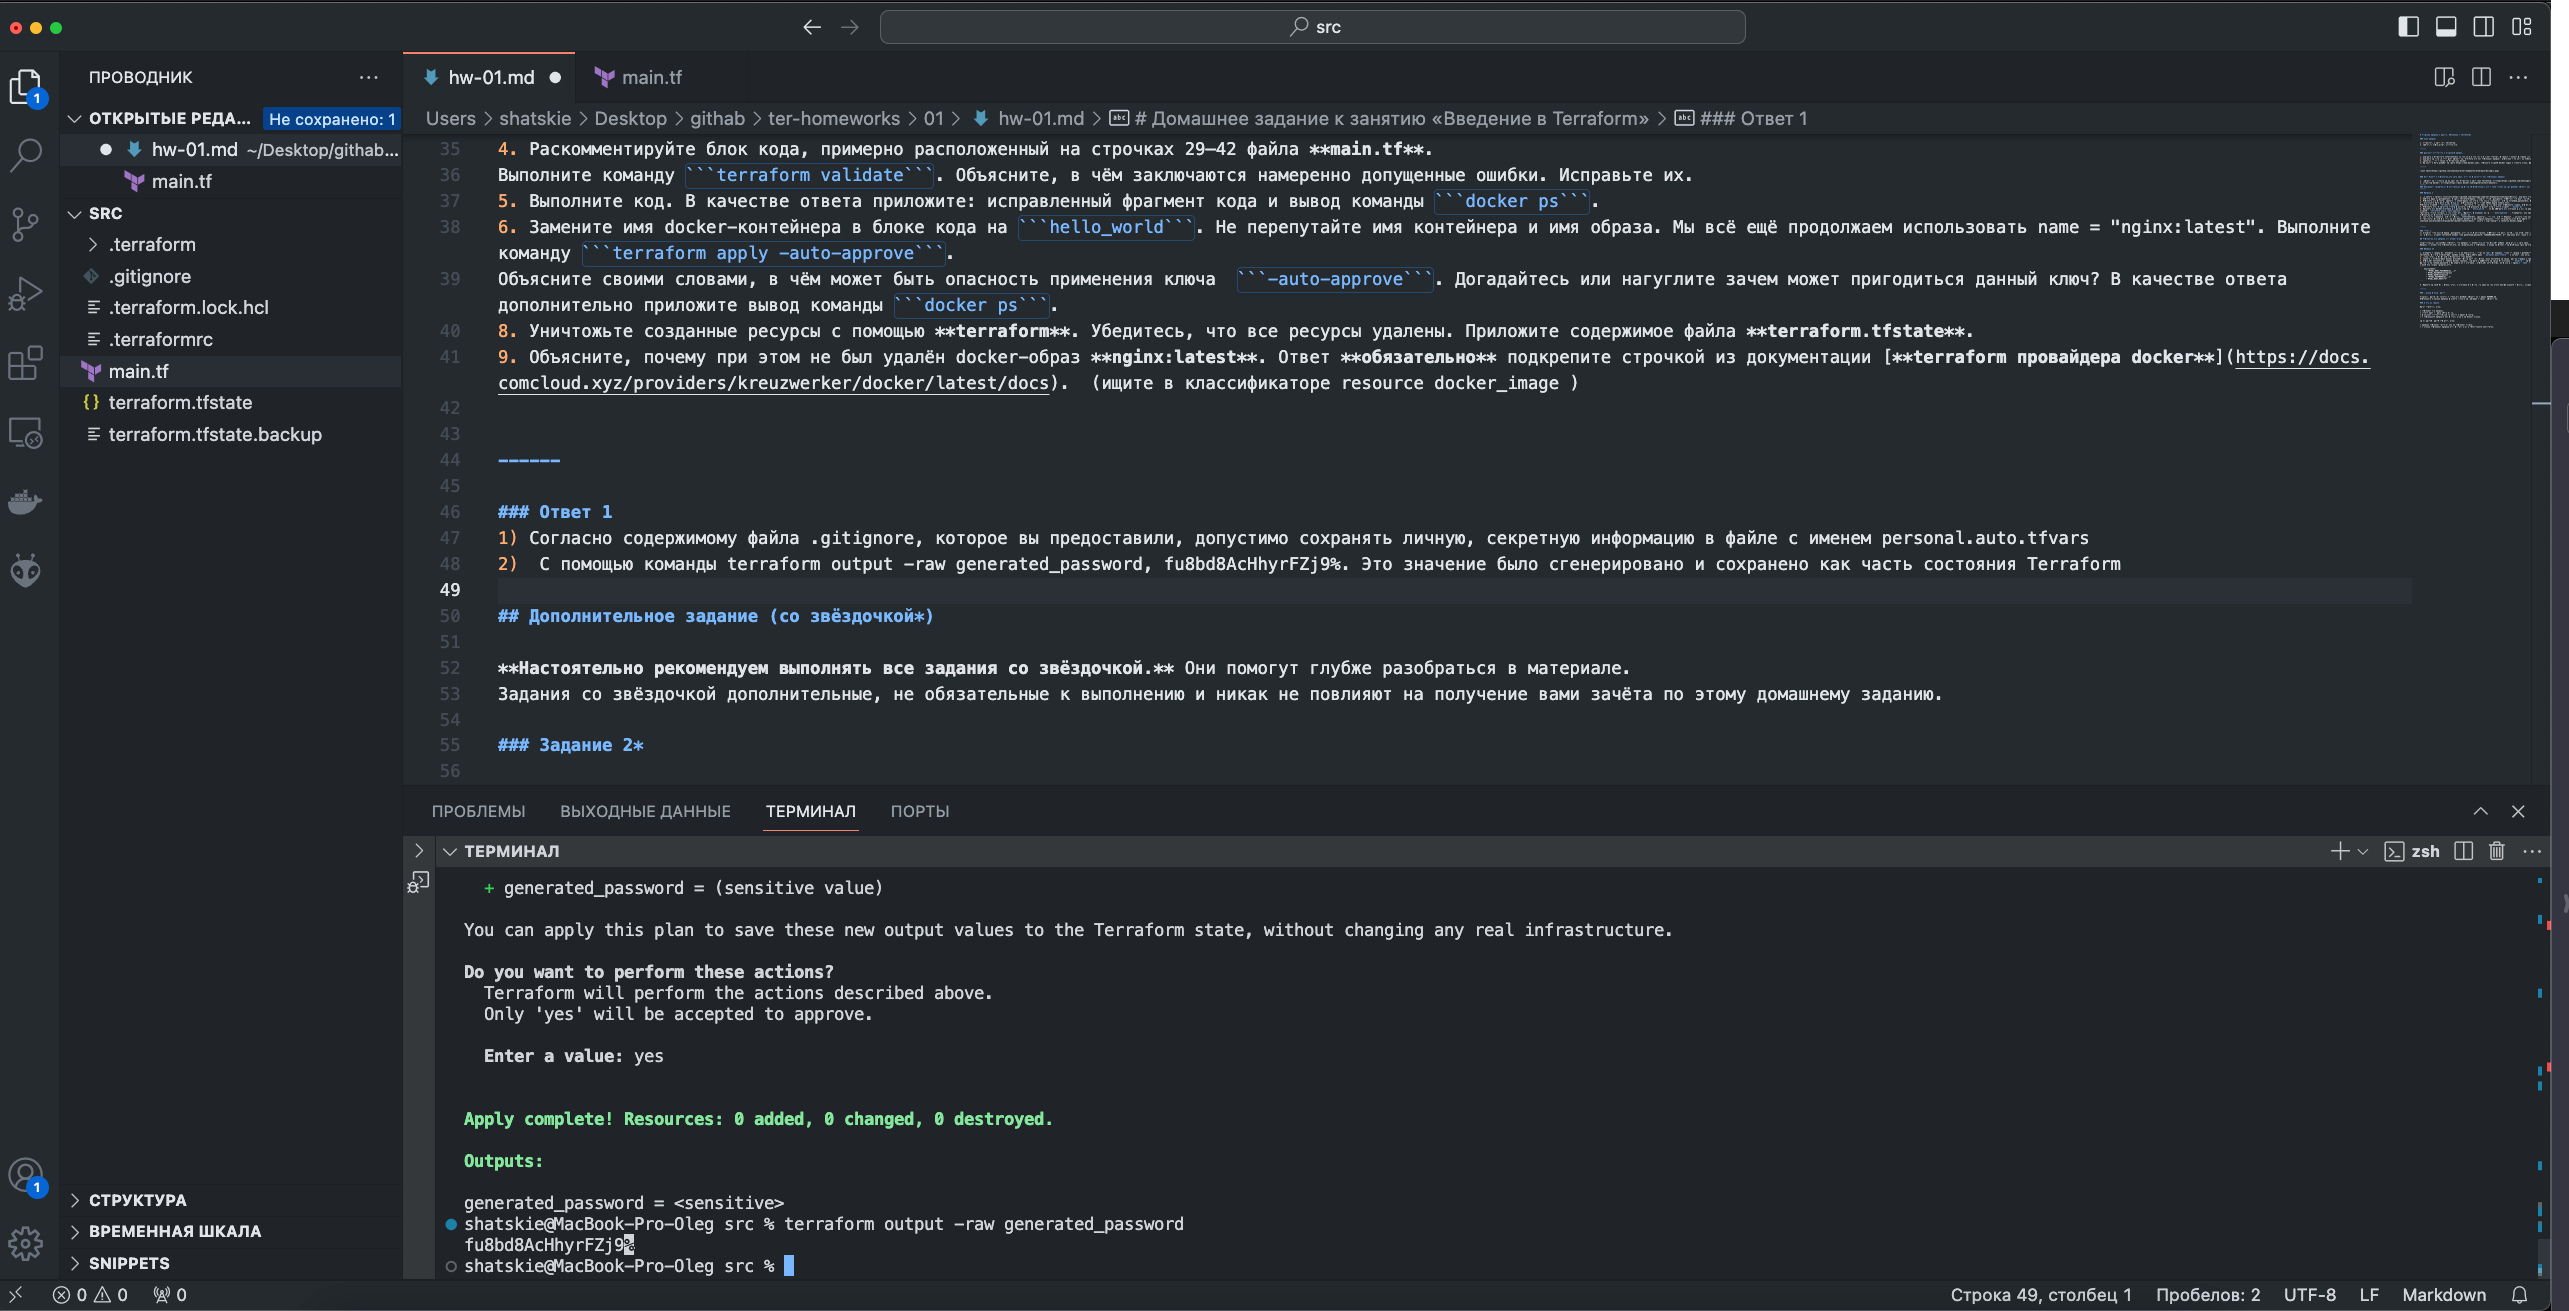 src
ПРОВОДНИК
hw-01.md
main.tf
ОТКРЫТЫЕ РЕДА... Не сохранено: 1
Users > shatskie > Desktop > githab > ter-homeworks > 01 > hw-01.md > # Домашнее задание к занятию «Введение в Terraform» > ### Ответ 1
hw-01.md ~/Desktop/githab...
main.tf
SRC
.terraform
.gitignore
.terraform.lock.hcl
.terraformrc
main.tf
terraform.tfstate
terraform.tfstate.backup
35 4. Раскомментируйте блок кода, примерно расположенный на строчках 29–42 файла **main.tf**.
36 Выполните команду ```terraform validate```. Объясните, в чём заключаются намеренно допущенные ошибки. Исправьте их.
37 5. Выполните код. В качестве ответа приложите: исправленный фрагмент кода и вывод команды ```docker ps```.
38 6. Замените имя docker-контейнера в блоке кода на ```hello_world```. Не перепутайте имя контейнера и имя образа. Мы всё ещё продолжаем использовать name = "nginx:latest". Выполните
команду ```terraform apply -auto-approve```.
39 Объясните своими словами, в чём может быть опасность применения ключа  ```-auto-approve```. Догадайтесь или нагуглите зачем может пригодиться данный ключ? В качестве ответа
дополнительно приложите вывод команды ```docker ps```.
40 8. Уничтожьте созданные ресурсы с помощью **terraform**. Убедитесь, что все ресурсы удалены. Приложите содержимое файла **terraform.tfstate**.
41 9. Объясните, почему при этом не был удалён docker-образ **nginx:latest**. Ответ **обязательно** подкрепите строчкой из документации [**terraform провайдера docker**](https://docs.
comcloud.xyz/providers/kreuzwerker/docker/latest/docs).  (ищите в классификаторе resource docker_image )
42
43
44 ------
45
46 ### Ответ 1
47 1) Согласно содержимому файла .gitignore, которое вы предоставили, допустимо сохранять личную, секретную информацию в файле с именем personal.auto.tfvars
48 2)  С помощью команды terraform output -raw generated_password, fu8bd8AcHhyrFZj9%. Это значение было сгенерировано и сохранено как часть состояния Terraform
49
50 ## Дополнительное задание (со звёздочкой*)
51
52 **Настоятельно рекомендуем выполнять все задания со звёздочкой.** Они помогут глубже разобраться в материале.
53 Задания со звёздочкой дополнительные, не обязательные к выполнению и никак не повлияют на получение вами зачёта по этому домашнему заданию.
54
55 ### Задание 2*
56
ПРОБЛЕМЫ ВЫХОДНЫЕ ДАННЫЕ ТЕРМИНАЛ ПОРТЫ
ТЕРМИНАЛ
zsh
+ generated_password = (sensitive value)
You can apply this plan to save these new output values to the Terraform state, without changing any real infrastructure.
Do you want to perform these actions?
Terraform will perform the actions described above.
Only 'yes' will be accepted to approve.
Enter a value: yes
Apply complete! Resources: 0 added, 0 changed, 0 destroyed.
Outputs:
generated_password = <sensitive>
shatskie@MacBook-Pro-Oleg src % terraform output -raw generated_password
fu8bd8AcHhyrFZj9%
shatskie@MacBook-Pro-Oleg src %
1
1
СТРУКТУРА
ВРЕМЕННАЯ ШКАЛА
SNIPPETS
0 0 0
Строка 49, столбец 1 Пробелов: 2 UTF-8 LF Markdown